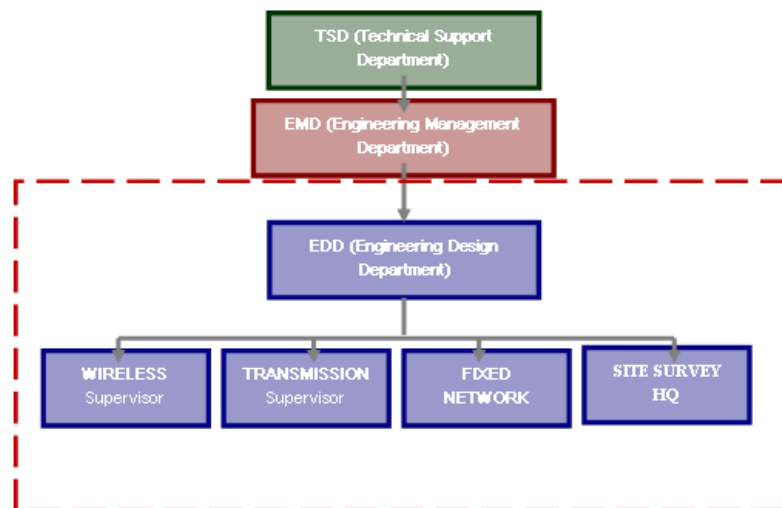 TSD (Technical Support
Department)
EMD (Engineering Management
Department)
EDD (Engineering Design
Department)
WIRELESS
Supervisor
TRANSMISSION
Supervisor
FIXED
NETWORK
SITE SURVEY
HQ